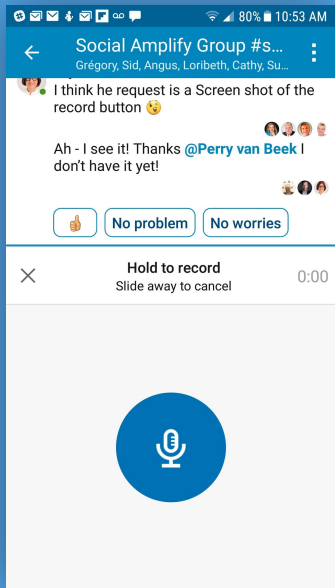 80% 10:53 AM
Social Amplify Group #s...
Grégory, Sid, Angus, Loribeth, Cathy, Su...
I think he request is a Screen shot of the
record button 😉
Ah - I see it! Thanks @Perry van Beek I
don't have it yet!
👍 No problem No worries
Hold to record
0:00
Slide away to cancel